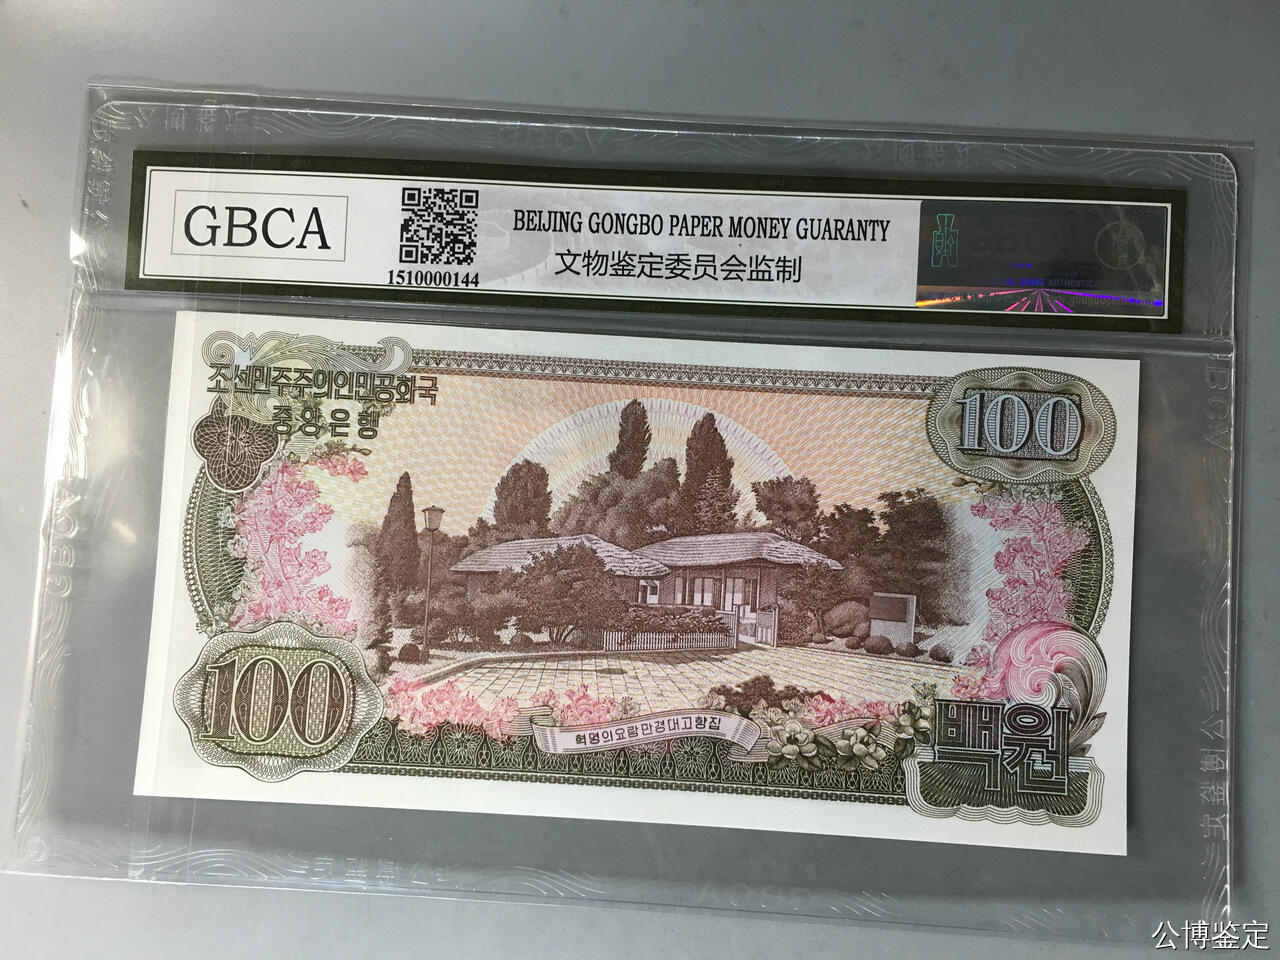 GBCA
1510000144
BEIJING GONGBO PAPER MONEY GUARANTY
文物鉴定委员会监制
조선민주주의인민공화국
중앙은행
100
100
혁명의요람만경대고향집
백원
公博鉴定